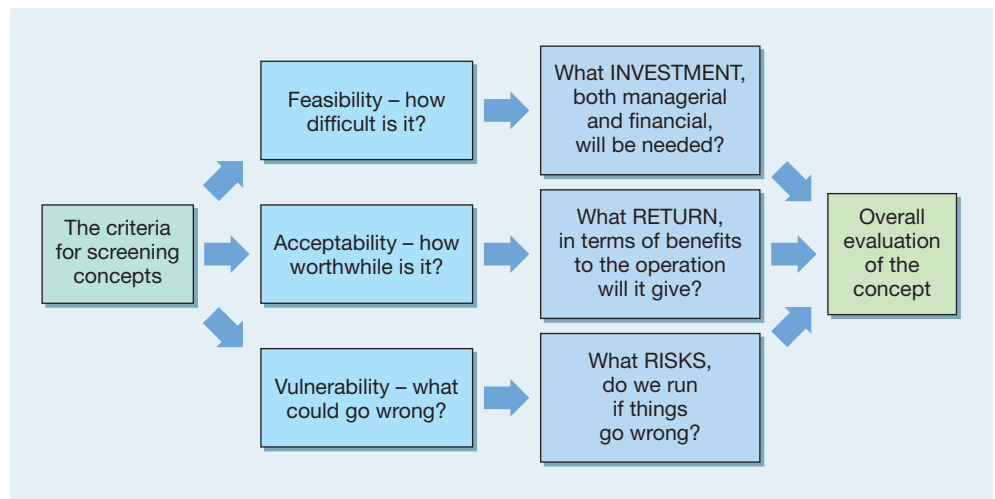 The criteria
for screening
concepts
Feasibility – how
difficult is it?
What INVESTMENT,
both managerial
and financial,
will be needed?
Acceptability – how
worthwhile is it?
What RETURN,
in terms of benefits
to the operation
will it give?
Vulnerability – what
could go wrong?
What RISKS,
do we run
if things
go wrong?
Overall
evaluation
of the
concept